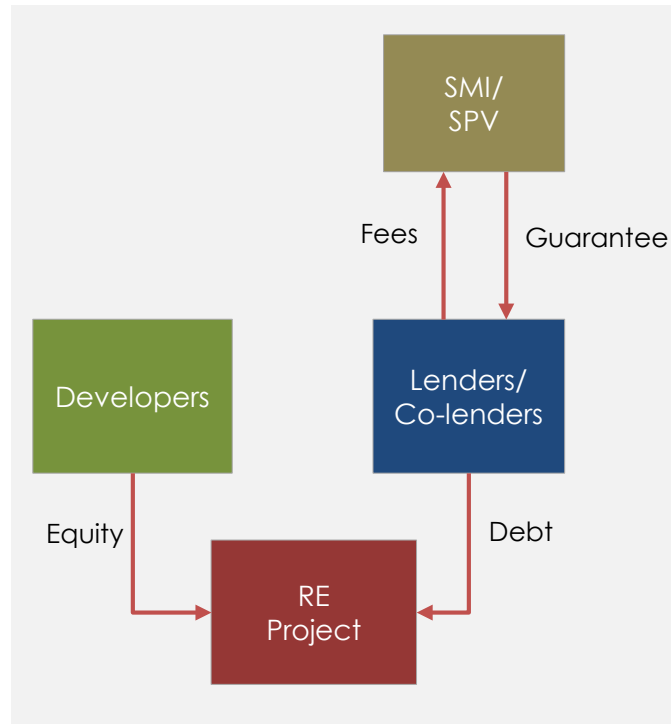 SMI/
SPV
Fees
Guarantee
Developers
Lenders/
Co-lenders
Equity
Debt
RE
Project